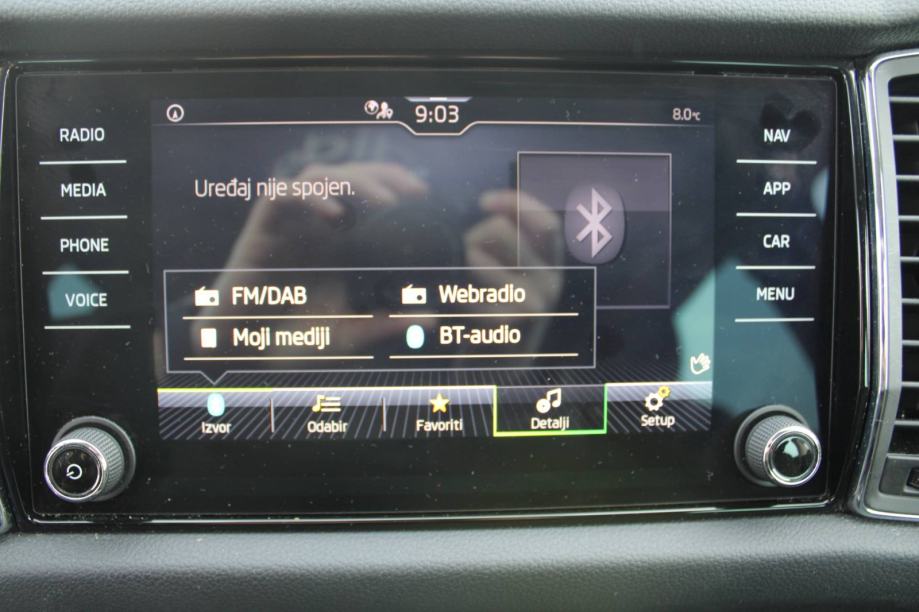 9:03
8.0°C
RADIO
MEDIA
PHONE
VOICE
Uređaj nije spojen.
FM/DAB
Webradio
Moji mediji
BT-audio
Izvor
Odabir
Favoriti
Detalji
Setup
NAV
APP
CAR
MENU